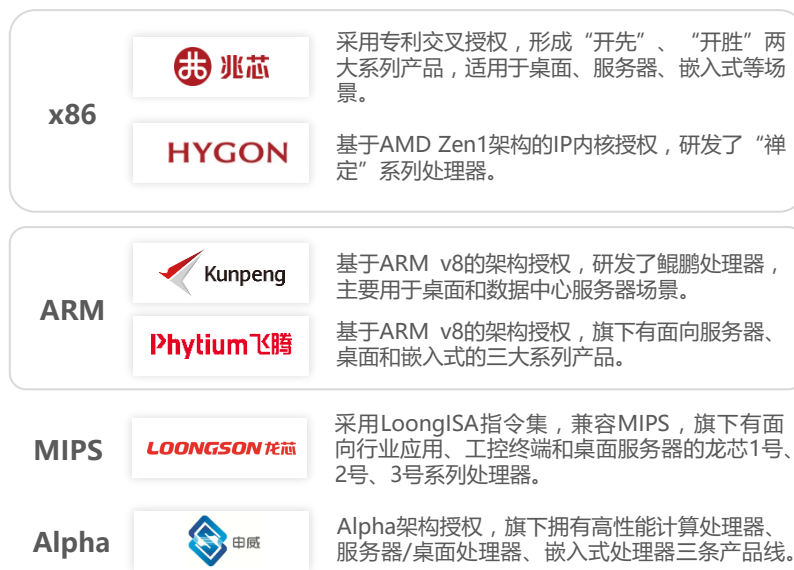 x86
兆芯
采用专利交叉授权，形成“开先”、“开胜”两
大系列产品，适用于桌面、服务器、嵌入式等场
景。
HYGON
基于AMD Zen1架构的IP内核授权，研发了“禅
定”系列处理器。
ARM
Kunpeng
基于ARM v8的架构授权，研发了鲲鹏处理器，
主要用于桌面和数据中心服务器场景。
Phytium飞腾
基于ARM v8的架构授权，旗下有面向服务器、
桌面和嵌入式的三大系列产品。
MIPS
LOONGSON 龙芯
采用LoongISA指令集，兼容MIPS，旗下有面
向行业应用、工控终端和桌面服务器的龙芯1号、
2号、3号系列处理器。
Alpha
申威
Alpha架构授权，旗下拥有高性能计算处理器、
服务器/桌面处理器、嵌入式处理器三条产品线。